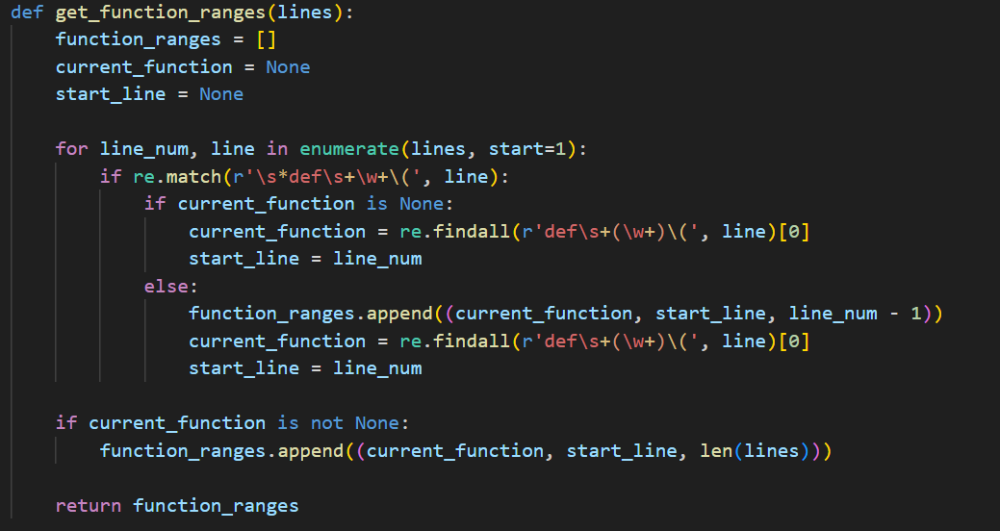 def get_function_ranges(lines):
    function_ranges = []
    current_function = None
    start_line = None

    for line_num, line in enumerate(lines, start=1):
        if re.match(r'\s*def\s+\w+\(', line):
            if current_function is None:
                current_function = re.findall(r'def\s+(\w+)\(', line)[0]
                start_line = line_num
            else:
                function_ranges.append((current_function, start_line, line_num - 1))
                current_function = re.findall(r'def\s+(\w+)\(', line)[0]
                start_line = line_num

    if current_function is not None:
        function_ranges.append((current_function, start_line, len(lines)))

    return function_ranges